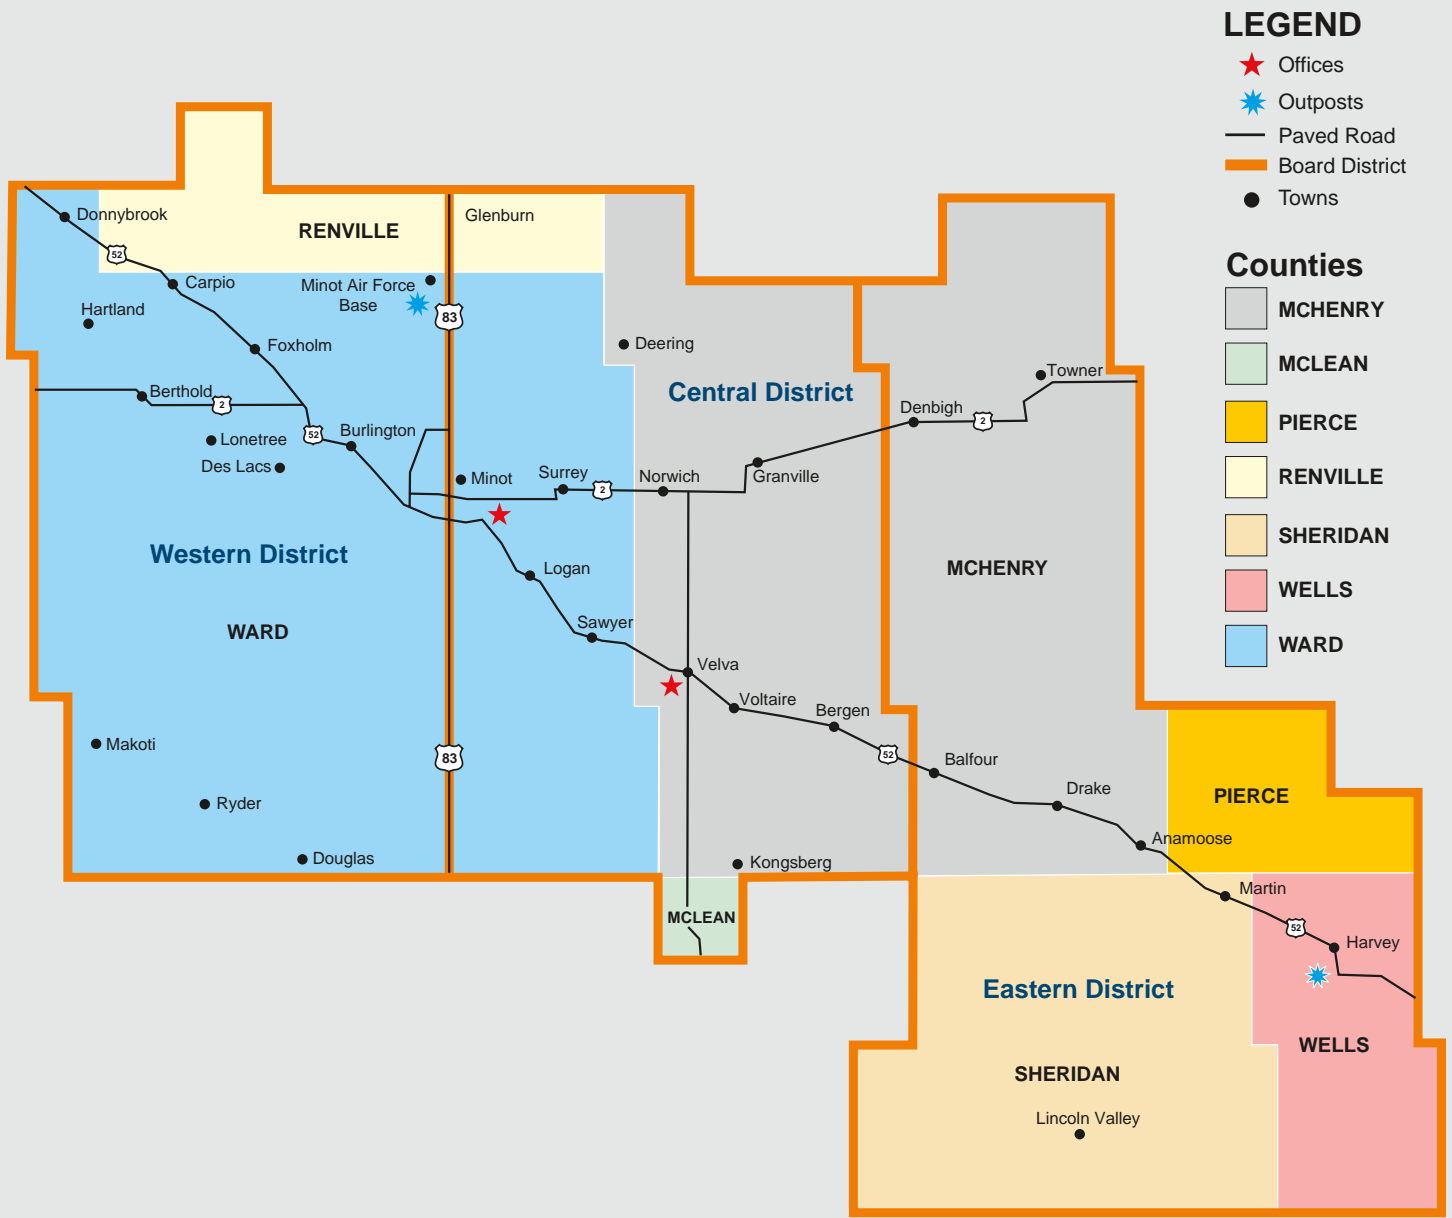 LEGEND
Offices
Outposts
Paved Road
Board District
Towns
Counties
MCHENRY
MCLEAN
PIERCE
RENVILLE
SHERIDAN
WELLS
WARD
Donnybrook
52
RENVILLE
Glenburn
Carpio
Minot Air Force
Base
83
Hartland
Foxholm
Deering
Central District
Towner
Berthold
2
52
Burlington
Lonetree
Des Lacs
Minot
Surrey
2
Norwich
Granville
Denbigh
2
Western District
WARD
Logan
Sawyer
MCHENRY
Velva
Voltaire
Bergen
52
Balfour
Drake
Anamoose
Makoti
83
Ryder
Douglas
Kongsberg
MCLEAN
PIERCE
Martin
52
Harvey
Eastern District
WELLS
SHERIDAN
Lincoln Valley